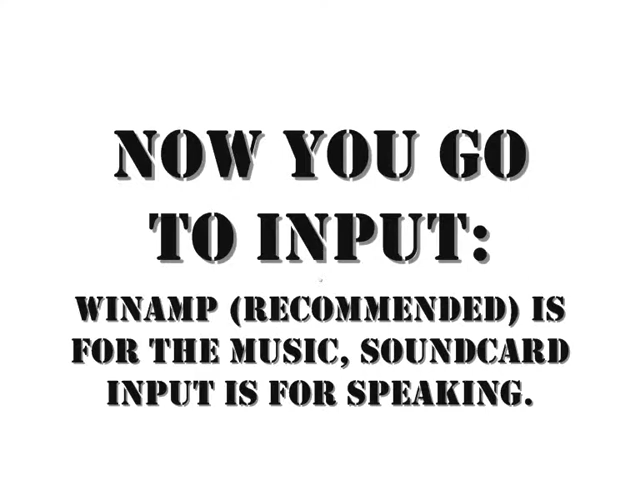 NOW YOU GO
TO INPUT:
WINAMP (RECOMMENDED) IS
FOR THE MUSIC, SOUNDCARD
INPUT IS FOR SPEAKING.